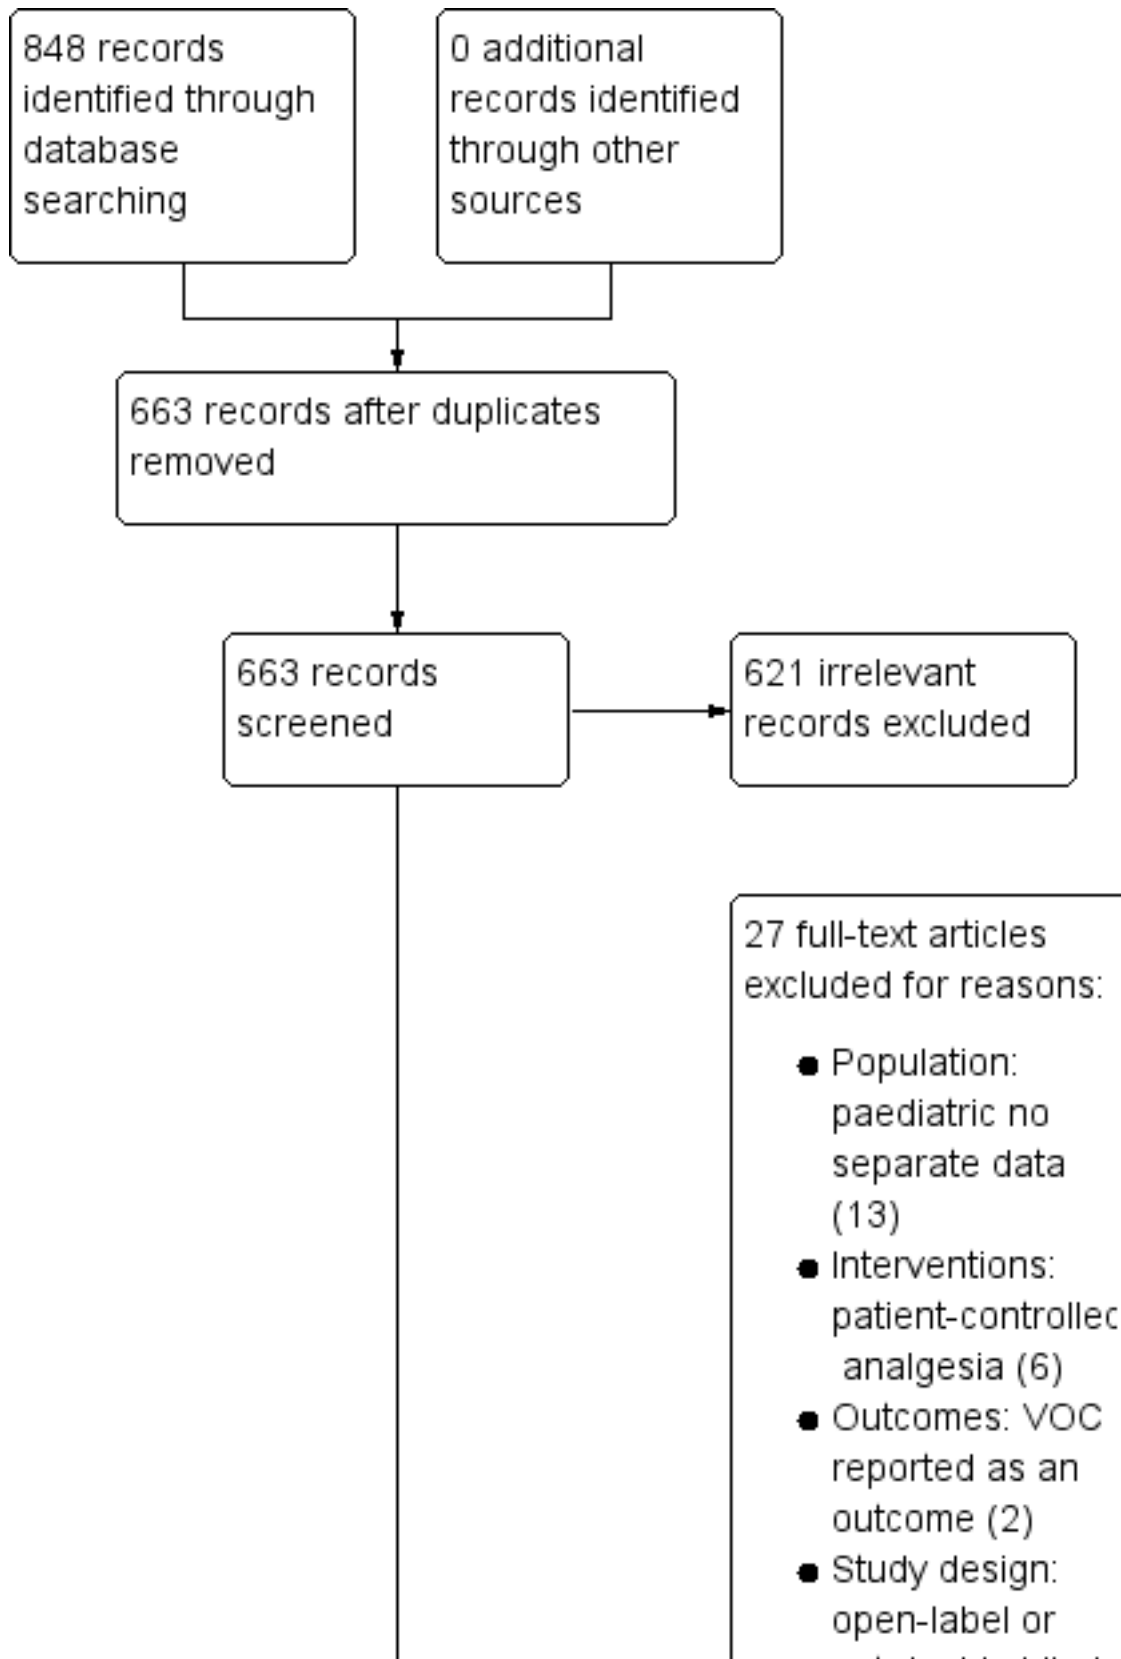 848 records
identified through
database
searching
0 additional
records identified
through other
sources
663 records after duplicates
removed
663 records
screened
621 irrelevant
records excluded
27 full-text articles
excluded for reasons:
● Population:
paediatric no
separate data
(13)
● Interventions:
patient-controlled
analgesia (6)
● Outcomes: VOC
reported as an
outcome (2)
● Study design:
open-label or